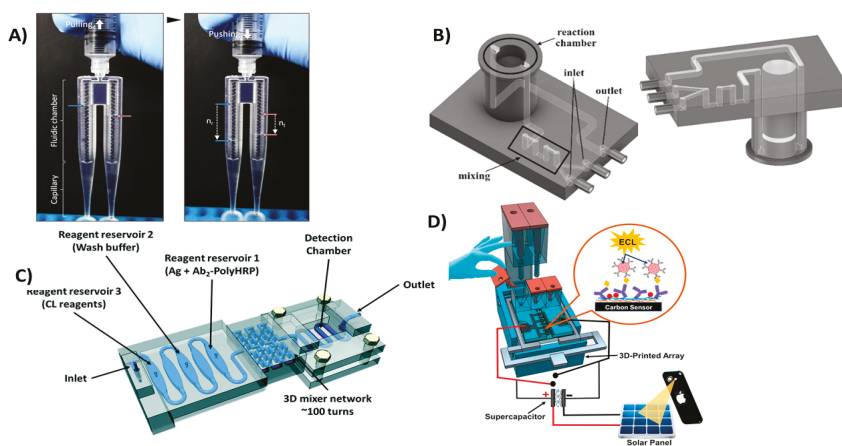 A)
Pulling
Pushing
Fluidic chamber
Capillary
nᵣ
nₜ
B)
reaction
chamber
inlet
outlet
mixing
C)
Reagent reservoir 2
(Wash buffer)
Reagent reservoir 1
(Ag + Ab₂-PolyHRP)
Reagent reservoir 3
(CL reagents)
Detection
Chamber
Outlet
Inlet
3D mixer network
~100 turns
D)
ECL
Carbon Sensor
3D-Printed Array
+
−
Supercapacitor
Solar Panel